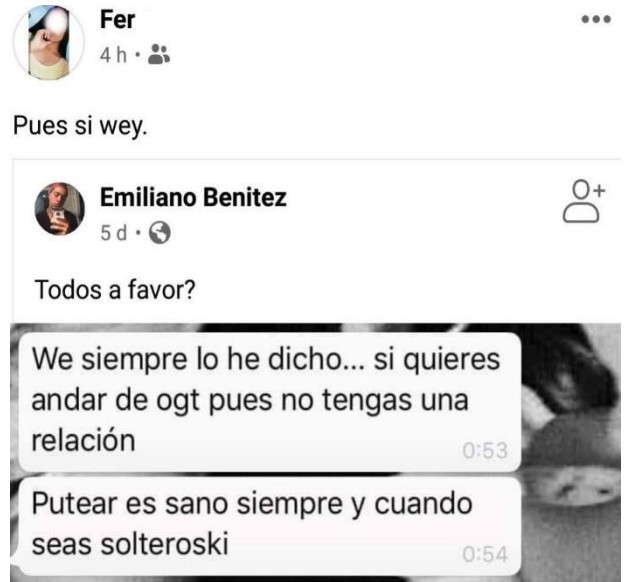 Fer
4 h
Pues si wey.
Emiliano Benitez
5 d
Todos a favor?
We siempre lo he dicho... si quieres
andar de ogt pues no tengas una
relación
0:53
Putear es sano siempre y cuando
seas solteroski
0:54